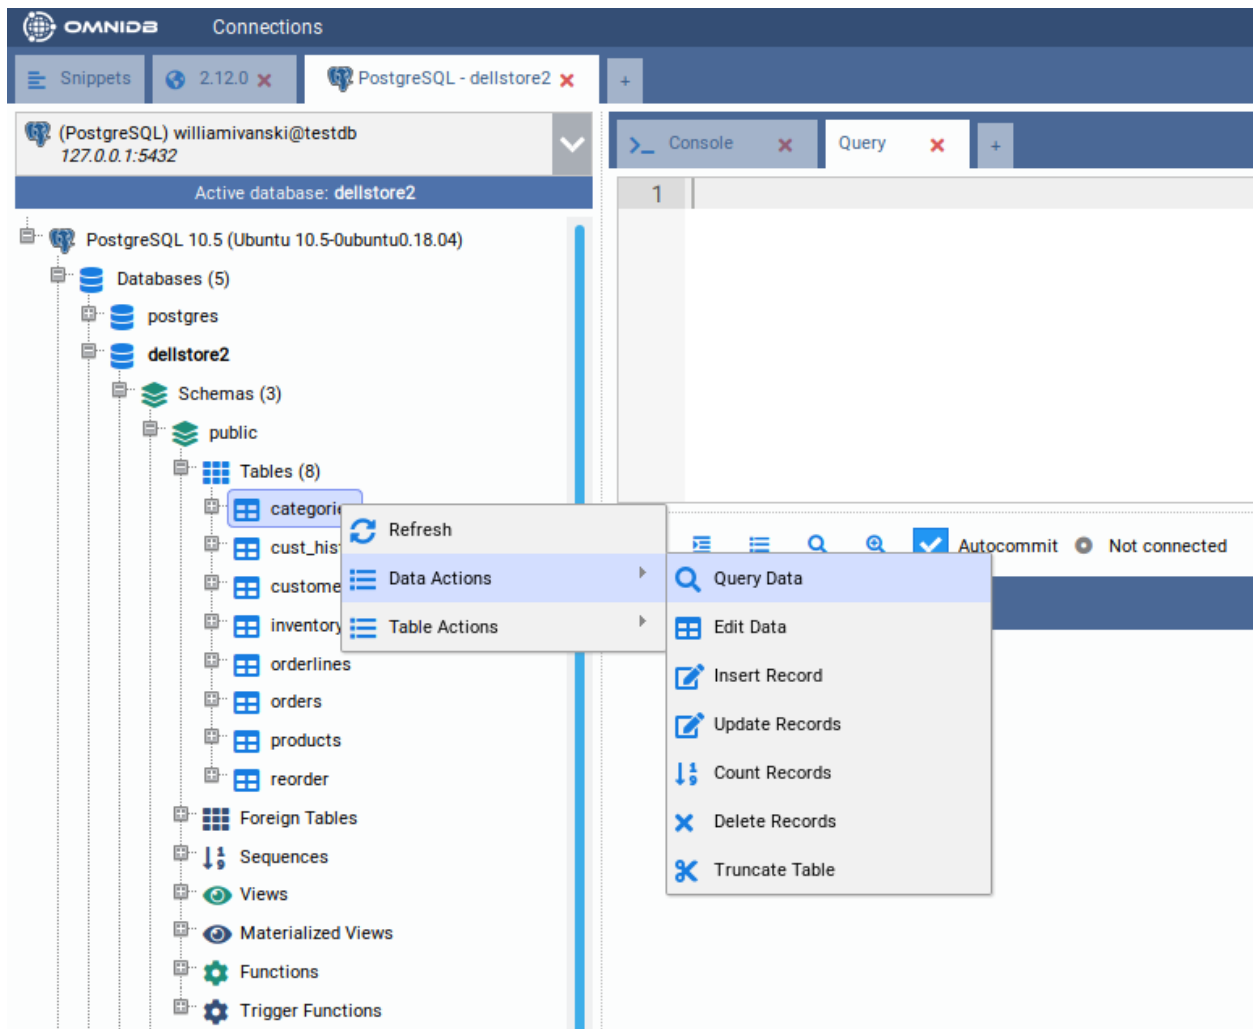 OMNIDB Connections
Snippets 2.12.0 PostgreSQL - dellstore2 +
(PostgreSQL) williamivanski@testdb
127.0.0.1:5432
Active database: dellstore2
PostgreSQL 10.5 (Ubuntu 10.5-0ubuntu0.18.04)
Databases (5)
postgres
dellstore2
Schemas (3)
public
Tables (8)
categorie
cust_his
custome
inventory
orderlines
orders
products
reorder
Foreign Tables
Sequences
Views
Materialized Views
Functions
Trigger Functions
Console Query +
1
Autocommit Not connected
Refresh
Data Actions
Table Actions
Query Data
Edit Data
Insert Record
Update Records
Count Records
Delete Records
Truncate Table